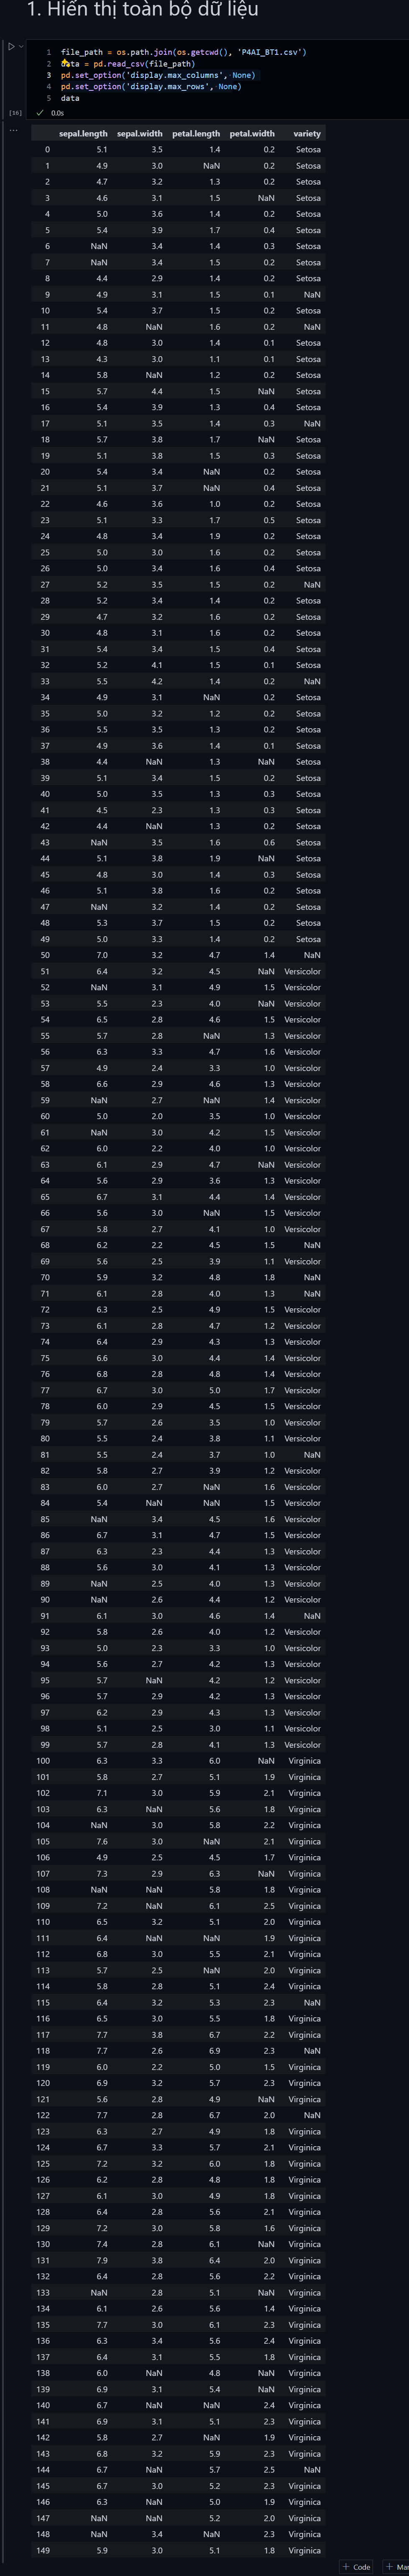 1. Hiển thị toàn bộ dữ liệu
1 file_path = os.path.join(os.getcwd(), 'P4AI_BT1.csv')
2 data = pd.read_csv(file_path)
3 pd.set_option('display.max_columns', None)
4 pd.set_option('display.max_rows', None)
5 data
[16] 0.0s
... sepal.length sepal.width petal.length petal.width variety
0 5.1 3.5 1.4 0.2 Setosa
1 4.9 3.0 NaN 0.2 Setosa
2 4.7 3.2 1.3 0.2 Setosa
3 4.6 3.1 1.5 NaN Setosa
4 5.0 3.6 1.4 0.2 Setosa
5 5.4 3.9 1.7 0.4 Setosa
6 NaN 3.4 1.4 0.3 Setosa
7 NaN 3.4 1.5 0.2 Setosa
8 4.4 2.9 1.4 0.2 Setosa
9 4.9 3.1 1.5 0.1 NaN
10 5.4 3.7 1.5 0.2 Setosa
11 4.8 NaN 1.6 0.2 NaN
12 4.8 3.0 1.4 0.1 Setosa
13 4.3 3.0 1.1 0.1 Setosa
14 5.8 NaN 1.2 0.2 Setosa
15 5.7 4.4 1.5 NaN Setosa
16 5.4 3.9 1.3 0.4 Setosa
17 5.1 3.5 1.4 0.3 NaN
18 5.7 3.8 1.7 NaN Setosa
19 5.1 3.8 1.5 0.3 Setosa
20 5.4 3.4 NaN 0.2 Setosa
21 5.1 3.7 NaN 0.4 Setosa
22 4.6 3.6 1.0 0.2 Setosa
23 5.1 3.3 1.7 0.5 Setosa
24 4.8 3.4 1.9 0.2 Setosa
25 5.0 3.0 1.6 0.2 Setosa
26 5.0 3.4 1.6 0.4 Setosa
27 5.2 3.5 1.5 0.2 NaN
28 5.2 3.4 1.4 0.2 Setosa
29 4.7 3.2 1.6 0.2 Setosa
30 4.8 3.1 1.6 0.2 Setosa
31 5.4 3.4 1.5 0.4 Setosa
32 5.2 4.1 1.5 0.1 Setosa
33 5.5 4.2 1.4 0.2 NaN
34 4.9 3.1 NaN 0.2 Setosa
35 5.0 3.2 1.2 0.2 Setosa
36 5.5 3.5 1.3 0.2 Setosa
37 4.9 3.6 1.4 0.1 Setosa
38 4.4 NaN 1.3 NaN Setosa
39 5.1 3.4 1.5 0.2 Setosa
40 5.0 3.5 1.3 0.3 Setosa
41 4.5 2.3 1.3 0.3 Setosa
42 4.4 NaN 1.3 0.2 Setosa
43 NaN 3.5 1.6 0.6 Setosa
44 5.1 3.8 1.9 NaN Setosa
45 4.8 3.0 1.4 0.3 Setosa
46 5.1 3.8 1.6 0.2 Setosa
47 NaN 3.2 1.4 0.2 Setosa
48 5.3 3.7 1.5 0.2 Setosa
49 5.0 3.3 1.4 0.2 Setosa
50 7.0 3.2 4.7 1.4 NaN
51 6.4 3.2 4.5 NaN Versicolor
52 NaN 3.1 4.9 1.5 Versicolor
53 5.5 2.3 4.0 NaN Versicolor
54 6.5 2.8 4.6 1.5 Versicolor
55 5.7 2.8 NaN 1.3 Versicolor
56 6.3 3.3 4.7 1.6 Versicolor
57 4.9 2.4 3.3 1.0 Versicolor
58 6.6 2.9 4.6 1.3 Versicolor
59 NaN 2.7 NaN 1.4 Versicolor
60 5.0 2.0 3.5 1.0 Versicolor
61 NaN 3.0 4.2 1.5 Versicolor
62 6.0 2.2 4.0 1.0 Versicolor
63 6.1 2.9 4.7 NaN Versicolor
64 5.6 2.9 3.6 1.3 Versicolor
65 6.7 3.1 4.4 1.4 Versicolor
66 5.6 3.0 NaN 1.5 Versicolor
67 5.8 2.7 4.1 1.0 Versicolor
68 6.2 2.2 4.5 1.5 NaN
69 5.6 2.5 3.9 1.1 Versicolor
70 5.9 3.2 4.8 1.8 NaN
71 6.1 2.8 4.0 1.3 NaN
72 6.3 2.5 4.9 1.5 Versicolor
73 6.1 2.8 4.7 1.2 Versicolor
74 6.4 2.9 4.3 1.3 Versicolor
75 6.6 3.0 4.4 1.4 Versicolor
76 6.8 2.8 4.8 1.4 Versicolor
77 6.7 3.0 5.0 1.7 Versicolor
78 6.0 2.9 4.5 1.5 Versicolor
79 5.7 2.6 3.5 1.0 Versicolor
80 5.5 2.4 3.8 1.1 Versicolor
81 5.5 2.4 3.7 1.0 NaN
82 5.8 2.7 3.9 1.2 Versicolor
83 6.0 2.7 NaN 1.6 Versicolor
84 5.4 NaN NaN 1.5 Versicolor
85 NaN 3.4 4.5 1.6 Versicolor
86 6.7 3.1 4.7 1.5 Versicolor
87 6.3 2.3 4.4 1.3 Versicolor
88 5.6 3.0 4.1 1.3 Versicolor
89 NaN 2.5 4.0 1.3 Versicolor
90 NaN 2.6 4.4 1.2 Versicolor
91 6.1 3.0 4.6 1.4 NaN
92 5.8 2.6 4.0 1.2 Versicolor
93 5.0 2.3 3.3 1.0 Versicolor
94 5.6 2.7 4.2 1.3 Versicolor
95 5.7 NaN 4.2 1.2 Versicolor
96 5.7 2.9 4.2 1.3 Versicolor
97 6.2 2.9 4.3 1.3 Versicolor
98 5.1 2.5 3.0 1.1 Versicolor
99 5.7 2.8 4.1 1.3 Versicolor
100 6.3 3.3 6.0 NaN Virginica
101 5.8 2.7 5.1 1.9 Virginica
102 7.1 3.0 5.9 2.1 Virginica
103 6.3 NaN 5.6 1.8 Virginica
104 NaN 3.0 5.8 2.2 Virginica
105 7.6 3.0 NaN 2.1 Virginica
106 4.9 2.5 4.5 1.7 Virginica
107 7.3 2.9 6.3 NaN Virginica
108 NaN NaN 5.8 1.8 Virginica
109 7.2 NaN 6.1 2.5 Virginica
110 6.5 3.2 5.1 2.0 Virginica
111 6.4 NaN NaN 1.9 Virginica
112 6.8 3.0 5.5 2.1 Virginica
113 5.7 2.5 NaN 2.0 Virginica
114 5.8 2.8 5.1 2.4 Virginica
115 6.4 3.2 5.3 2.3 NaN
116 6.5 3.0 5.5 1.8 Virginica
117 7.7 3.8 6.7 2.2 Virginica
118 7.7 2.6 6.9 2.3 NaN
119 6.0 2.2 5.0 1.5 Virginica
120 6.9 3.2 5.7 2.3 Virginica
121 5.6 2.8 4.9 NaN Virginica
122 7.7 2.8 6.7 2.0 NaN
123 6.3 2.7 4.9 1.8 Virginica
124 6.7 3.3 5.7 2.1 Virginica
125 7.2 3.2 6.0 1.8 Virginica
126 6.2 2.8 4.8 1.8 Virginica
127 6.1 3.0 4.9 1.8 Virginica
128 6.4 2.8 5.6 2.1 Virginica
129 7.2 3.0 5.8 1.6 Virginica
130 7.4 2.8 6.1 NaN Virginica
131 7.9 3.8 6.4 2.0 Virginica
132 6.4 2.8 5.6 2.2 Virginica
133 NaN 2.8 5.1 NaN Virginica
134 6.1 2.6 5.6 1.4 Virginica
135 7.7 3.0 6.1 2.3 Virginica
136 6.3 3.4 5.6 2.4 Virginica
137 6.4 3.1 5.5 1.8 Virginica
138 6.0 NaN 4.8 NaN Virginica
139 6.9 3.1 5.4 NaN Virginica
140 6.7 NaN NaN 2.4 Virginica
141 6.9 3.1 5.1 2.3 Virginica
142 5.8 2.7 NaN 1.9 Virginica
143 6.8 3.2 5.9 2.3 Virginica
144 6.7 NaN 5.7 2.5 NaN
145 6.7 3.0 5.2 2.3 Virginica
146 6.3 NaN 5.0 1.9 Virginica
147 NaN NaN 5.2 2.0 Virginica
148 NaN 3.4 NaN 2.3 Virginica
149 5.9 3.0 5.1 1.8 Virginica
+ Code + Mar